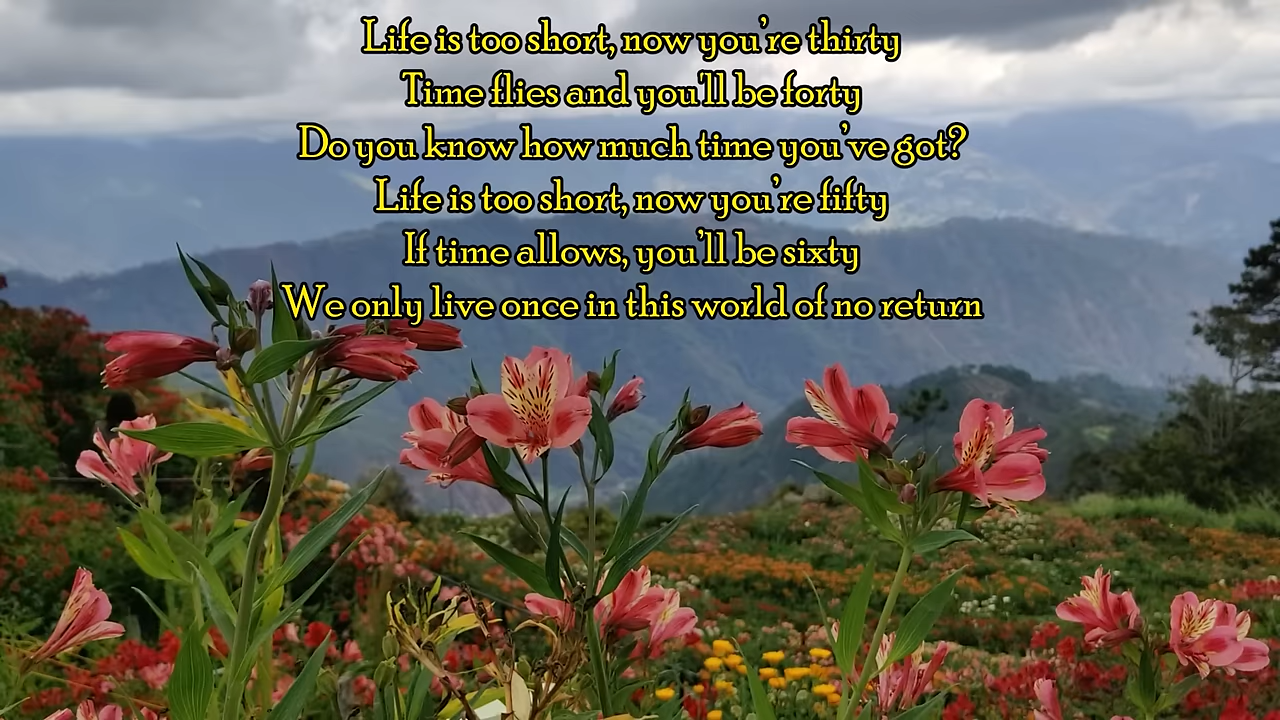 Life is too short, now you're thirty
Time flies and you'll be forty
Do you know how much time you've got?
Life is too short, now you're fifty
If time allows, you'll be sixty
We only live once in this world of no return